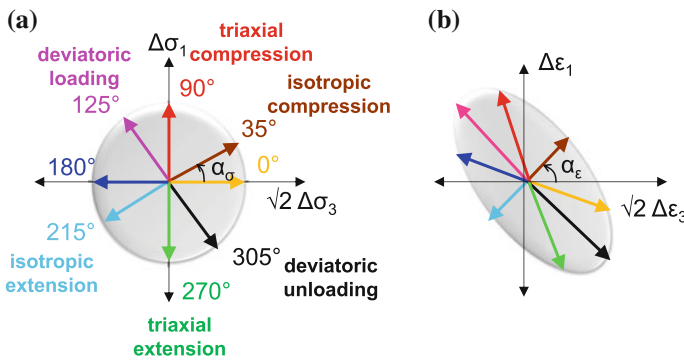 (a)
Δσ1
triaxial
compression
deviatoric
loading
90°
isotropic
compression
125°
35°
ασ
0°
180°
√2 Δσ3
215°
isotropic
extension
305°
deviatoric
unloading
270°
triaxial
extension
(b)
Δε1
αε
√2 Δε3